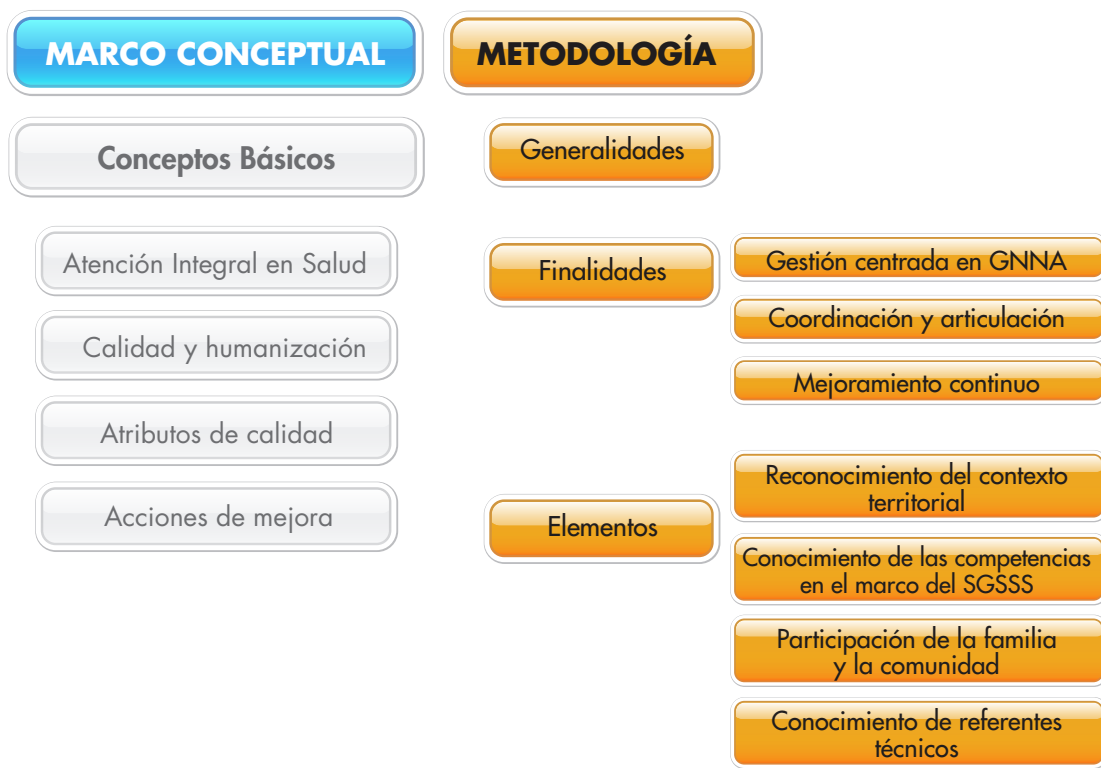 MARCO CONCEPTUAL
Conceptos Básicos
Atención Integral en Salud
Calidad y humanización
Atributos de calidad
Acciones de mejora
METODOLOGÍA
Generalidades
Finalidades
Gestión centrada en GNNA
Coordinación y articulación
Mejoramiento continuo
Elementos
Reconocimiento del contexto
territorial
Conocimiento de las competencias
en el marco del SGSSS
Participación de la familia
y la comunidad
Conocimiento de referentes
técnicos